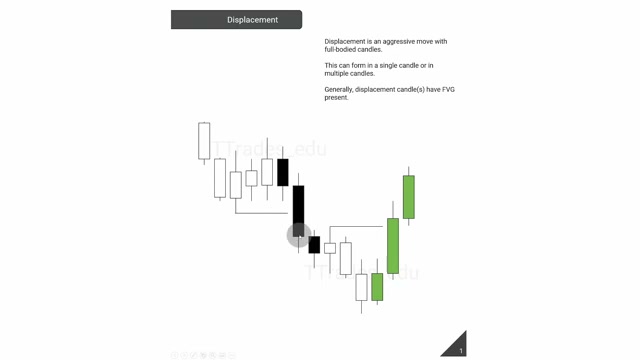 Displacement
Displacement is an aggressive move with
full-bodied candles.
This can form in a single candle or in
multiple candles.
Generally, displacement candle(s) have FVG
present.
TTrades_edu
TTrades_edu
1